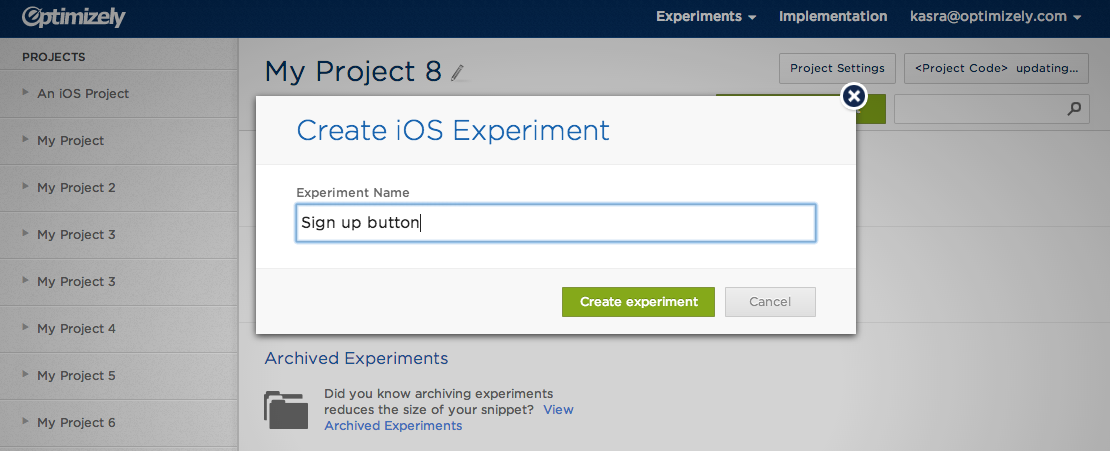 Optimizely
Experiments
Implementation
kasra@optimizely.com
PROJECTS
An iOS Project
My Project
My Project 2
My Project 3
My Project 3
My Project 4
My Project 5
My Project 6
My Project 8
Project Settings
<Project Code> updating...
Create iOS Experiment
Experiment Name
Sign up button
Create experiment
Cancel
Archived Experiments
Did you know archiving experiments
reduces the size of your snippet? View
Archived Experiments